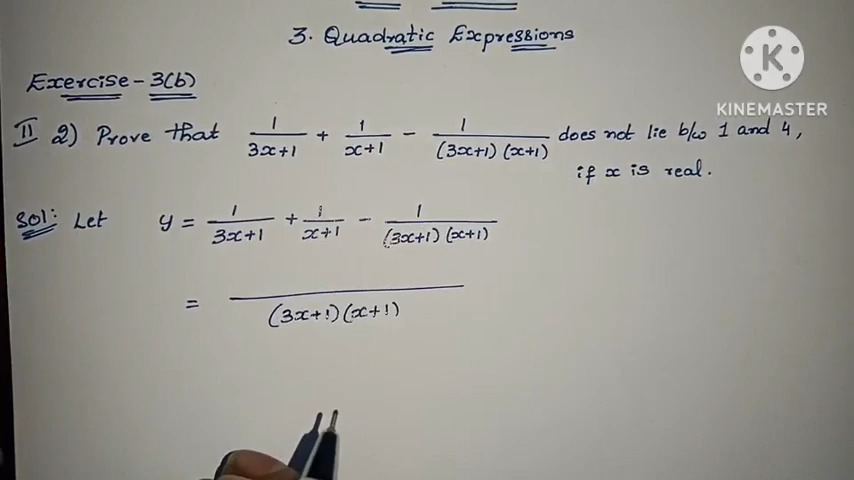 3. Quadratic Expressions
K
KINEMASTER
Exercise - 3(b)
II 2) Prove that 1/(3x+1) + 1/(x+1) - 1/((3x+1)(x+1)) does not lie b/w 1 and 4,
if x is real.
Sol: Let y = 1/(3x+1) + 1/(x+1) - 1/((3x+1)(x+1))
= /((3x+1)(x+1))